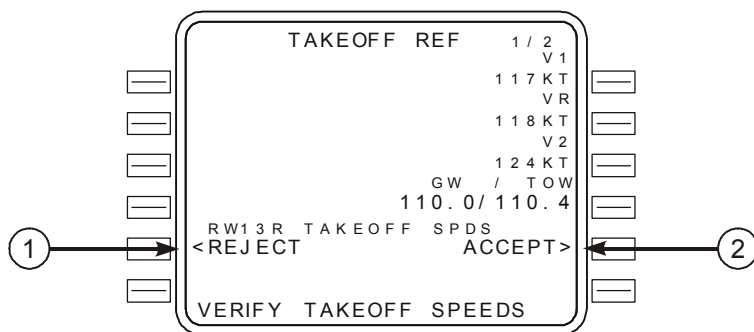 TAKEOFF REF 1/2
V1
117KT
VR
118KT
V2
124KT
GW / TOW
110.0/110.4
RW13R TAKEOFF SPDS
1 <REJECT ACCEPT> 2
VERIFY TAKEOFF SPEEDS